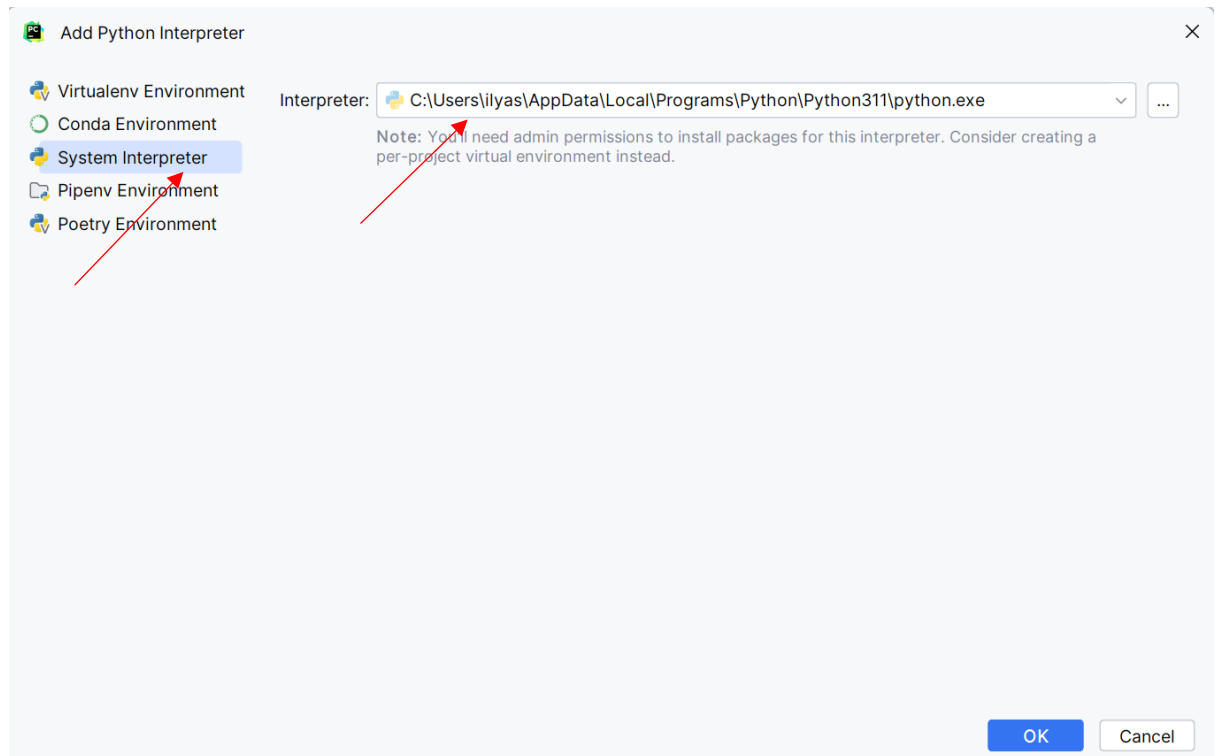 Add Python Interpreter
Virtualenv Environment
Conda Environment
System Interpreter
Pipenv Environment
Poetry Environment
Interpreter: C:\Users\ilyas\AppData\Local\Programs\Python\Python311\python.exe ...
Note: You'll need admin permissions to install packages for this interpreter. Consider creating a
per-project virtual environment instead.
OK Cancel